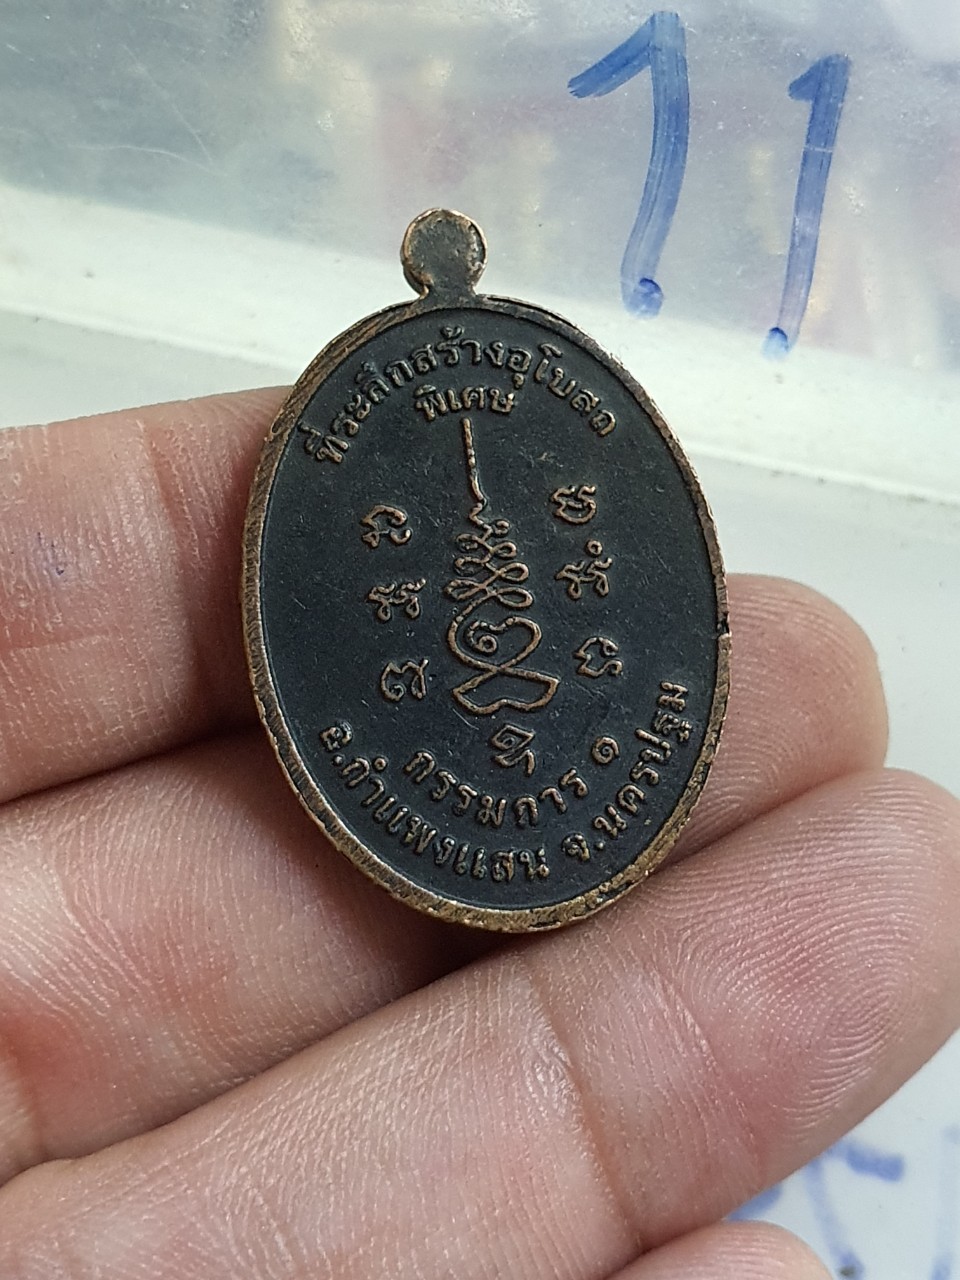 11
ที่ระลึกสร้างอุโบสถ
พิเศษ
กรรมการ ๑
อ.กำแพงแสน จ.นครปฐม